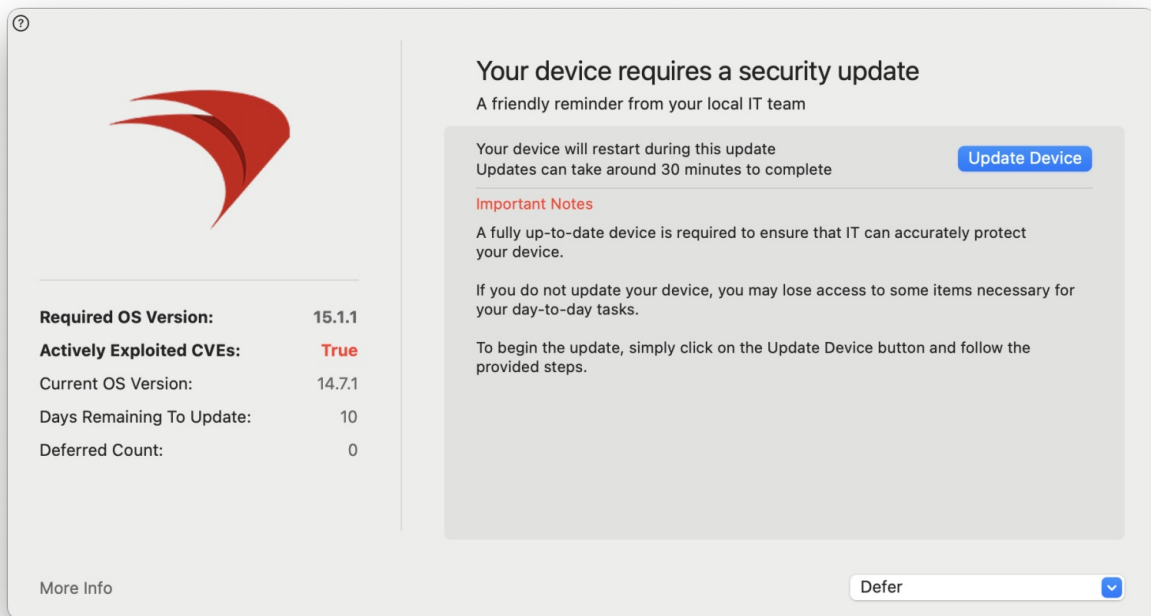 ?
Required OS Version: 15.1.1
Actively Exploited CVEs: True
Current OS Version: 14.7.1
Days Remaining To Update: 10
Deferred Count: 0
More Info
Your device requires a security update
A friendly reminder from your local IT team
Your device will restart during this update
Updates can take around 30 minutes to complete
Update Device
Important Notes
A fully up-to-date device is required to ensure that IT can accurately protect
your device.
If you do not update your device, you may lose access to some items necessary for
your day-to-day tasks.
To begin the update, simply click on the Update Device button and follow the
provided steps.
Defer